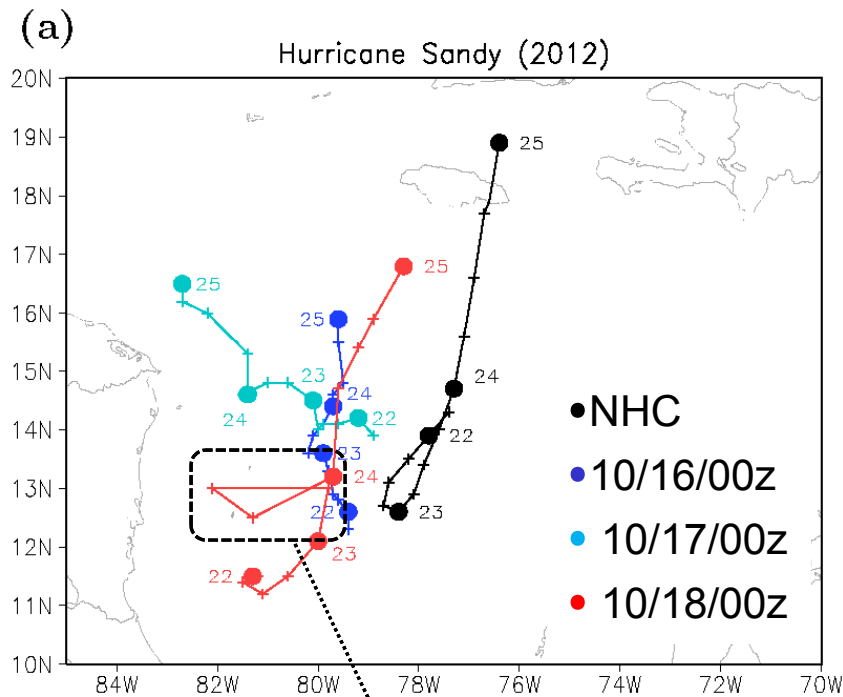 (a)
Hurricane Sandy (2012)
20N
19N
18N
17N
16N
15N
14N
13N
12N
11N
10N
84W
82W
80W
78W
76W
74W
72W
70W
25
25
25
25
24
24
24
24
23
23
23
23
22
22
22
22
NHC
10/16/00z
10/17/00z
10/18/00z